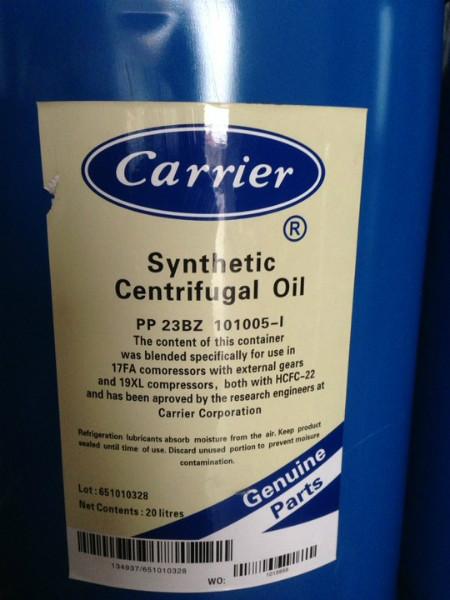 Carrier
®
Synthetic
Centrifugal Oil
PP 23BZ 101005-I
The content of this container
was blended specifically for use in
17FA comoressors with external gears
and 19XL compressors, both with HCFC-22
and has been aproved by the research engineers at
Carrier Corporation
Refrigeration lubricants absorb moisture from the air. Keep product
sealed until time of use. Discard unused portion to prevent moisure
contamination.
Genuine
Parts
Lot : 651010328
Net Contents : 20 litres
134937/651010328
WO: